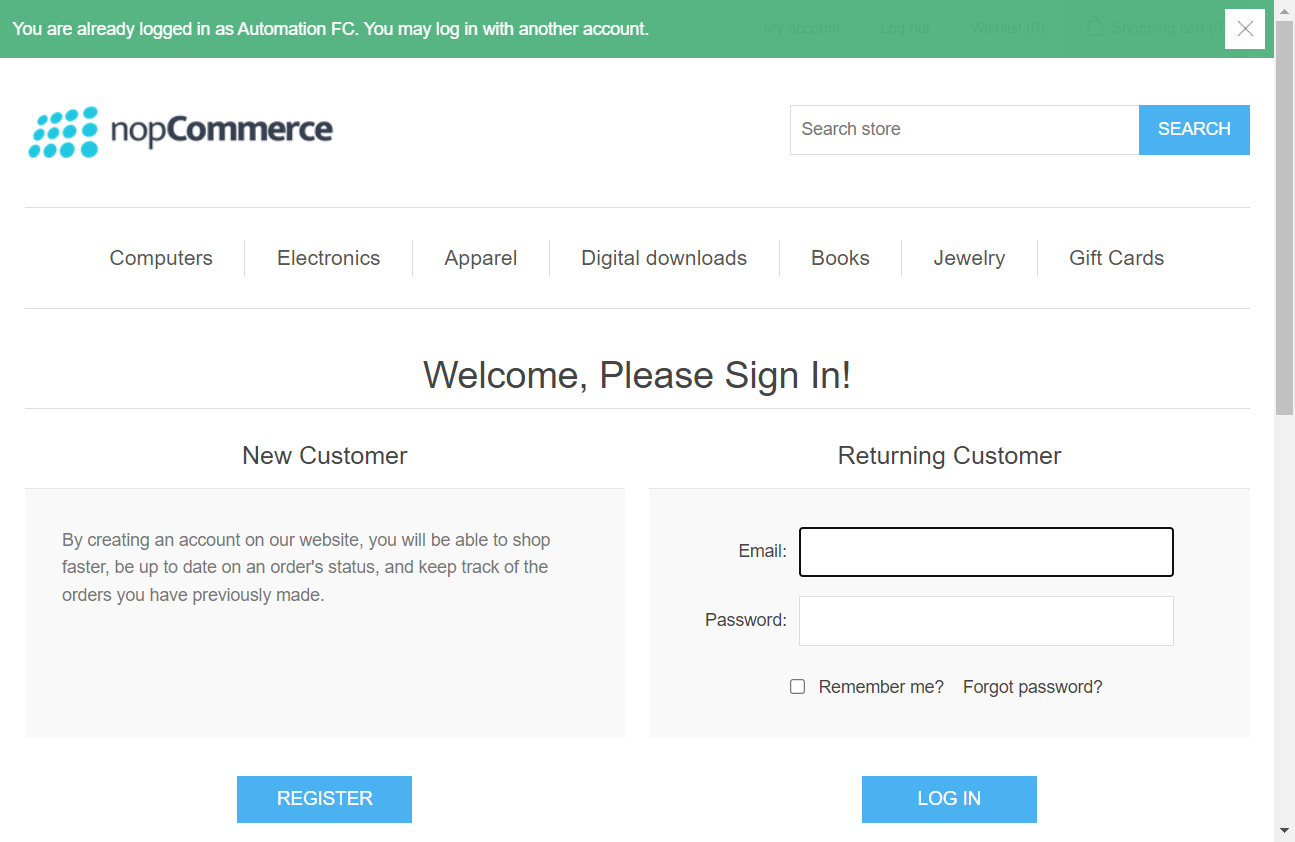 You are already logged in as Automation FC. You may log in with another account.
My account Log out Wishlist (0) Shopping cart
nopCommerce
Search store SEARCH
Computers Electronics Apparel Digital downloads Books Jewelry Gift Cards
Welcome, Please Sign In!
New Customer
By creating an account on our website, you will be able to shop
faster, be up to date on an order's status, and keep track of the
orders you have previously made.
REGISTER
Returning Customer
Email:
Password:
Remember me? Forgot password?
LOG IN